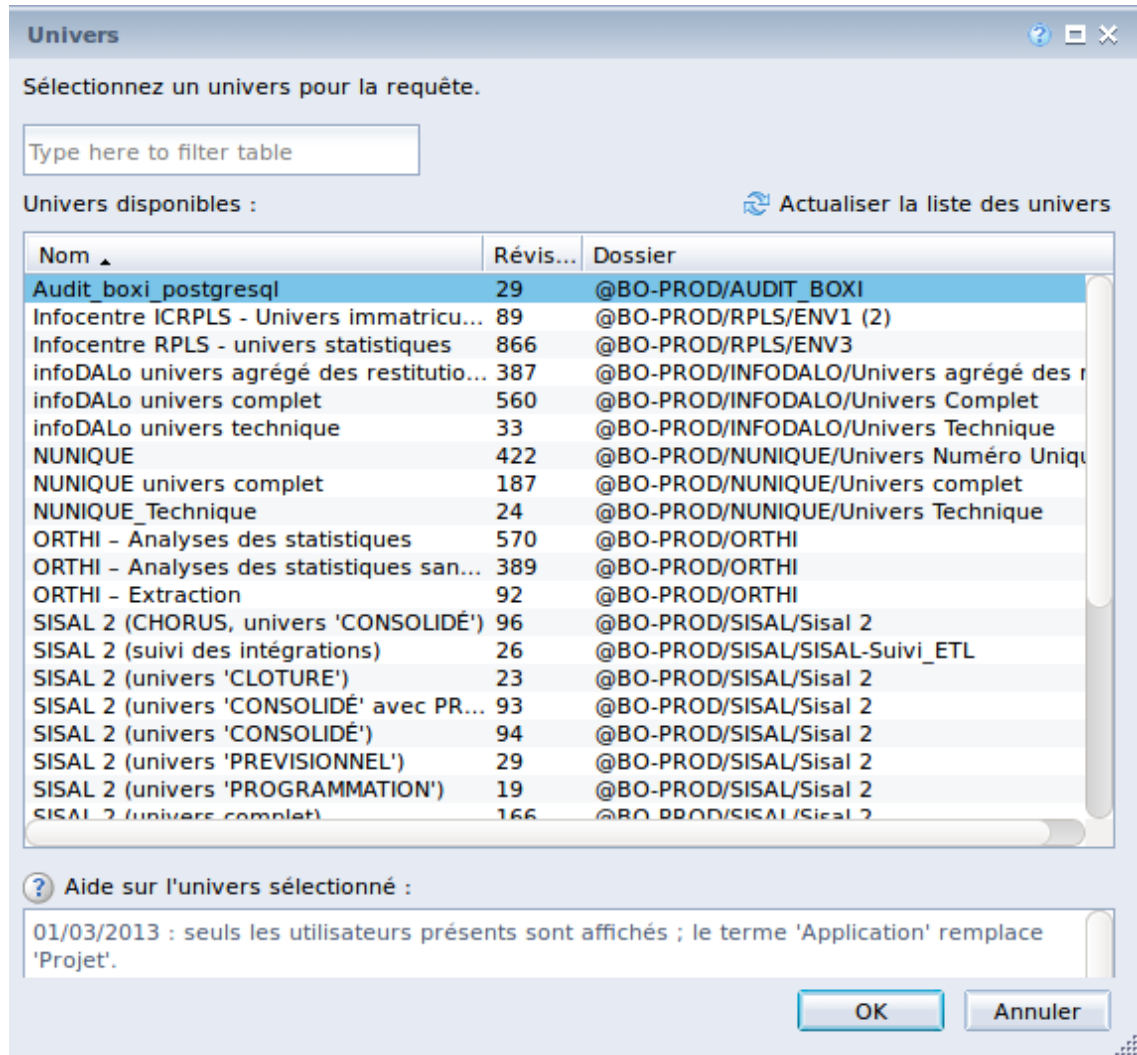 Univers
Sélectionnez un univers pour la requête.
Type here to filter table
Univers disponibles : Actualiser la liste des univers
Nom Révis... Dossier
Audit_boxi_postgresql 29 @BO-PROD/AUDIT_BOXI
Infocentre ICRPLS - Univers immatricu... 89 @BO-PROD/RPLS/ENV1 (2)
Infocentre RPLS - univers statistiques 866 @BO-PROD/RPLS/ENV3
infoDALo univers agrégé des restitutio... 387 @BO-PROD/INFODALO/Univers agrégé des r
infoDALo univers complet 560 @BO-PROD/INFODALO/Univers Complet
infoDALo univers technique 33 @BO-PROD/INFODALO/Univers Technique
NUNIQUE 422 @BO-PROD/NUNIQUE/Univers Numéro Uniqu
NUNIQUE univers complet 187 @BO-PROD/NUNIQUE/Univers complet
NUNIQUE_Technique 24 @BO-PROD/NUNIQUE/Univers Technique
ORTHI – Analyses des statistiques 570 @BO-PROD/ORTHI
ORTHI – Analyses des statistiques san... 389 @BO-PROD/ORTHI
ORTHI – Extraction 92 @BO-PROD/ORTHI
SISAL 2 (CHORUS, univers 'CONSOLIDÉ') 96 @BO-PROD/SISAL/Sisal 2
SISAL 2 (suivi des intégrations) 26 @BO-PROD/SISAL/SISAL-Suivi_ETL
SISAL 2 (univers 'CLOTURE') 23 @BO-PROD/SISAL/Sisal 2
SISAL 2 (univers 'CONSOLIDÉ' avec PR... 93 @BO-PROD/SISAL/Sisal 2
SISAL 2 (univers 'CONSOLIDÉ') 94 @BO-PROD/SISAL/Sisal 2
SISAL 2 (univers 'PREVISIONNEL') 29 @BO-PROD/SISAL/Sisal 2
SISAL 2 (univers 'PROGRAMMATION') 19 @BO-PROD/SISAL/Sisal 2
SISAL 2 (univers complet) 166 @BO-PROD/SISAL/Sisal 2
Aide sur l'univers sélectionné :
01/03/2013 : seuls les utilisateurs présents sont affichés ; le terme 'Application' remplace
'Projet'.
OK Annuler